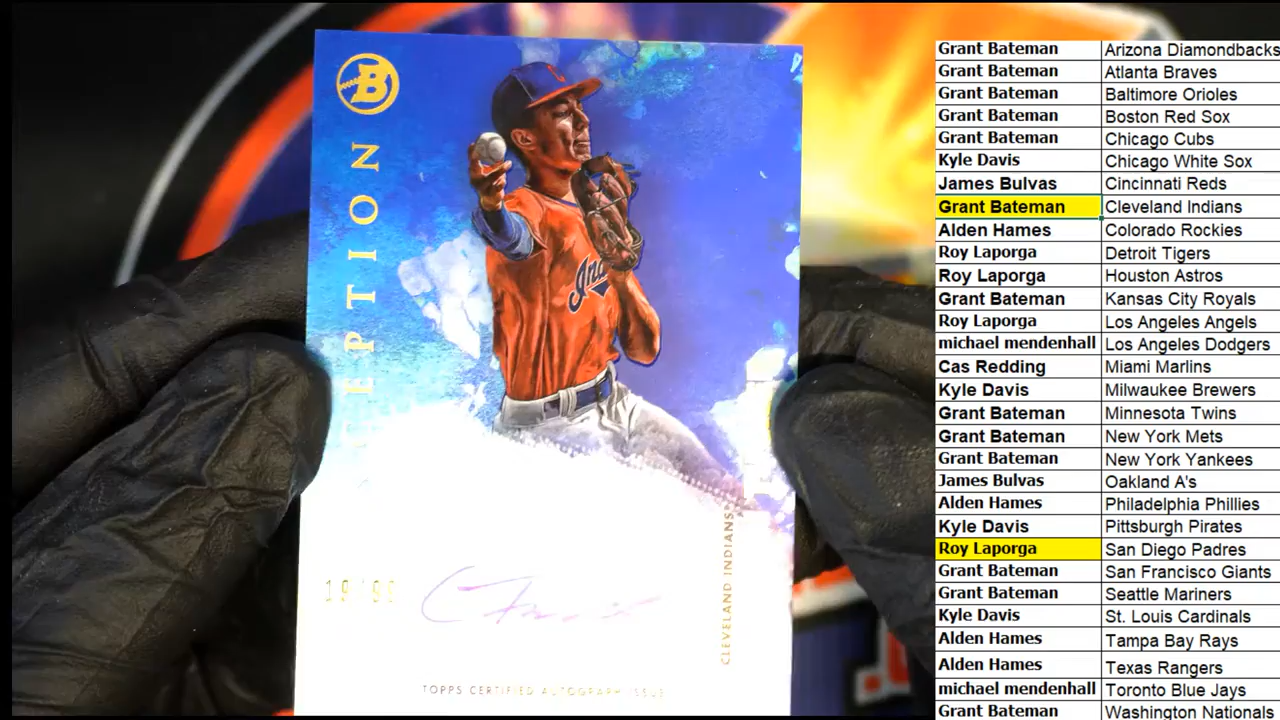 B
EPTION
Indi
19/99
CLEVELAND INDIANS
TOPPS CERTIFIED AUTOGRAPH ISSUE
Grant Bateman Arizona Diamondbacks
Grant Bateman Atlanta Braves
Grant Bateman Baltimore Orioles
Grant Bateman Boston Red Sox
Grant Bateman Chicago Cubs
Kyle Davis Chicago White Sox
James Bulvas Cincinnati Reds
Grant Bateman Cleveland Indians
Alden Hames Colorado Rockies
Roy Laporga Detroit Tigers
Roy Laporga Houston Astros
Grant Bateman Kansas City Royals
Roy Laporga Los Angeles Angels
michael mendenhall Los Angeles Dodgers
Cas Redding Miami Marlins
Kyle Davis Milwaukee Brewers
Grant Bateman Minnesota Twins
Grant Bateman New York Mets
Grant Bateman New York Yankees
James Bulvas Oakland A's
Alden Hames Philadelphia Phillies
Kyle Davis Pittsburgh Pirates
Roy Laporga San Diego Padres
Grant Bateman San Francisco Giants
Grant Bateman Seattle Mariners
Kyle Davis St. Louis Cardinals
Alden Hames Tampa Bay Rays
Alden Hames Texas Rangers
michael mendenhall Toronto Blue Jays
Grant Bateman Washington Nationals